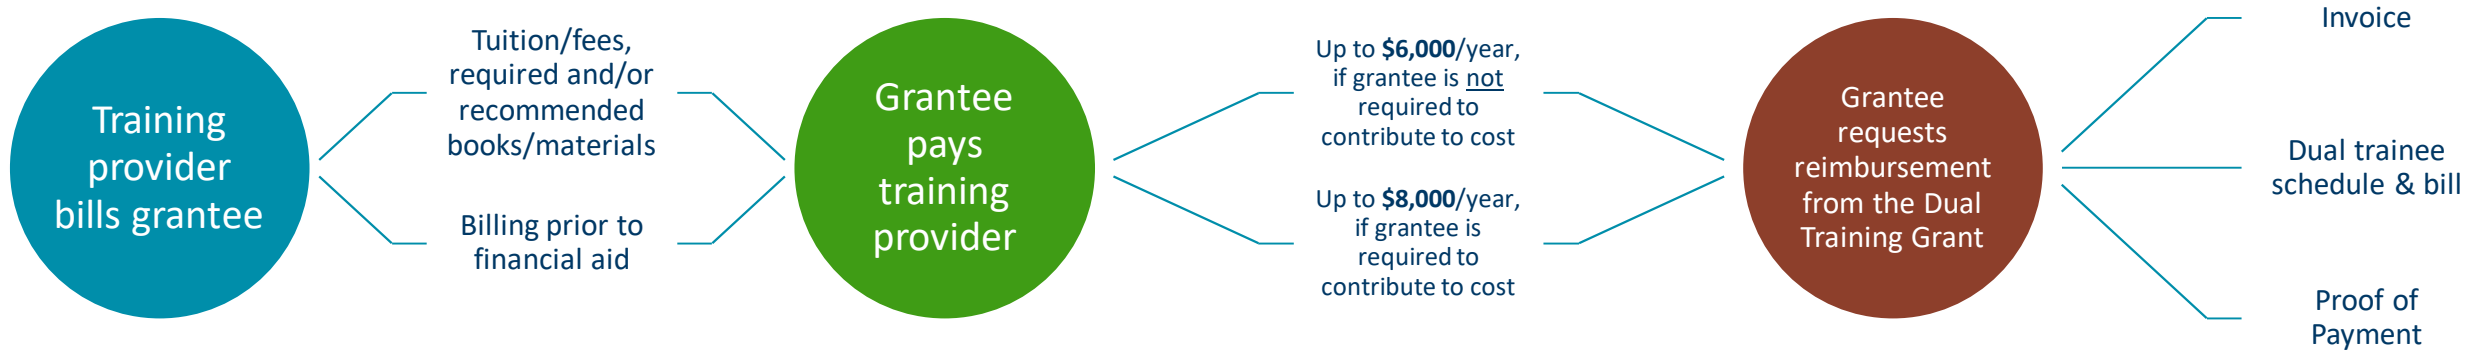 Training
provider
bills grantee
Tuition/fees,
required and/or
recommended
books/materials
Billing prior to
financial aid
Grantee
pays
training
provider
Up to $6,000/year,
if grantee is not
required to
contribute to cost
Up to $8,000/year,
if grantee is
required to
contribute to cost
Grantee
requests
reimbursement
from the Dual
Training Grant
Invoice
Dual trainee
schedule & bill
Proof of
Payment